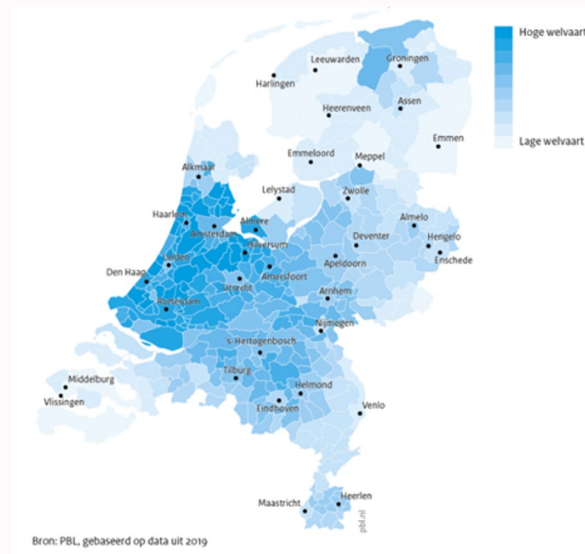 Hoge welvaart
Leeuwarden
Groningen
Harlingen
Assen
Heerenveen
Emmen
Lage welvaart
Emmeloord
Meppel
Alkmaar
Lelystad
Zwolle
Haarlem
Almere
Almelo
Amsterdam
Hengelo
Deventer
Hilversum
Enschede
Leiden
Apeldoorn
Amersfoort
Den Haag
Utrecht
Arnhem
Rotterdam
Nijmegen
's Hertogenbosch
Tilburg
Middelburg
Helmond
Vlissingen
Eindhoven
Venlo
Heerlen
Maastricht
pbl.nl
Bron: PBL, gebaseerd op data uit 2019